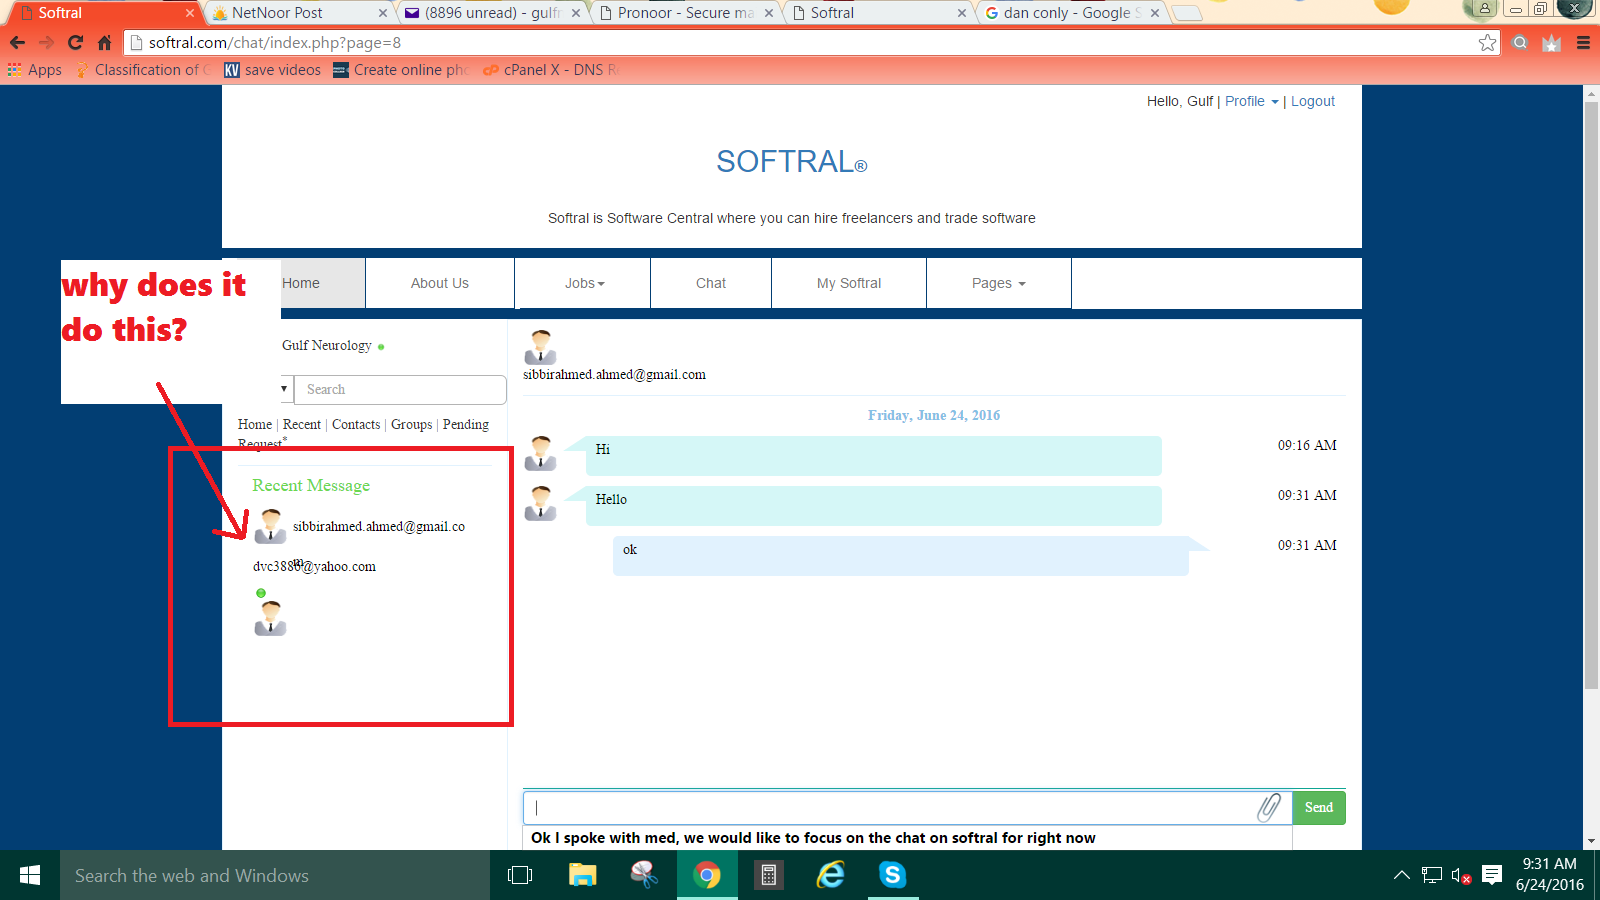 Softral
NetNoor Post
(8896 unread) - gulfn
Pronoor - Secure ma
Softral
dan conly - Google S
softral.com/chat/index.php?page=8
Apps
Classification of G
KV save videos
Create online pho
cPanel X - DNS Re
Hello, Gulf | Profile | Logout
SOFTRAL®
Softral is Software Central where you can hire freelancers and trade software
Home
About Us
Jobs
Chat
My Softral
Pages
why does it
do this?
Gulf Neurology
Search
Home | Recent | Contacts | Groups | Pending
Request*
Recent Message
sibbirahmed.ahmed@gmail.co
m
dvc3886@yahoo.com
sibbirahmed.ahmed@gmail.com
Friday, June 24, 2016
Hi
09:16 AM
Hello
09:31 AM
ok
09:31 AM
Send
Ok I spoke with med, we would like to focus on the chat on softral for right now
Search the web and Windows
9:31 AM
6/24/2016